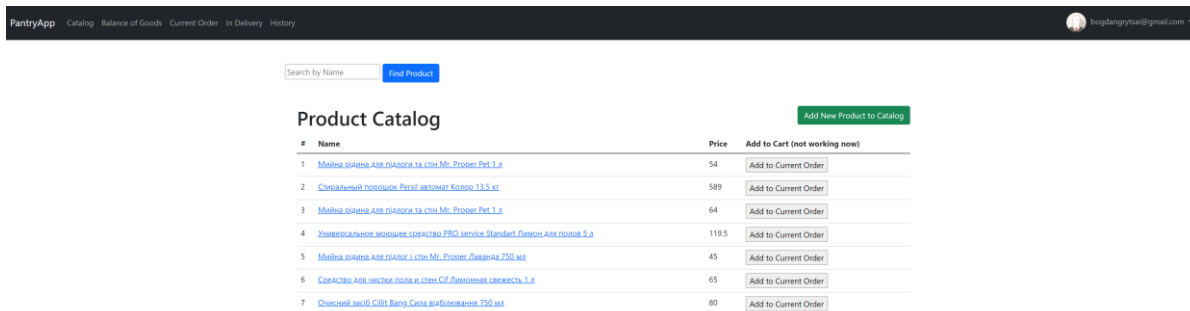 PantryApp Catalog Balance of Goods Current Order In Delivery History bogdangrytsai@gmail.com
Search by Name Find Product
Product Catalog Add New Product to Catalog
# Name Price Add to Cart (not working now)
1 Мийна рідина для підлоги та стін Mr. Proper Pet 1 л 54 Add to Current Order
2 Стиральный порошок Persil автомат Колор 13.5 кг 589 Add to Current Order
3 Мийна рідина для підлоги та стін Mr. Proper Pet 1 л 64 Add to Current Order
4 Универсальное моющее средство PRO service Standart Лимон для полов 5 л 119.5 Add to Current Order
5 Мийна рідина для підлог і стін Mr. Proper Лаванда 750 мл 45 Add to Current Order
6 Средство для чистки пола и стен Cif Лимонная свежесть 1 л 65 Add to Current Order
7 Очисний засіб Cillit Bang Сила відбілювання 750 мл 80 Add to Current Order